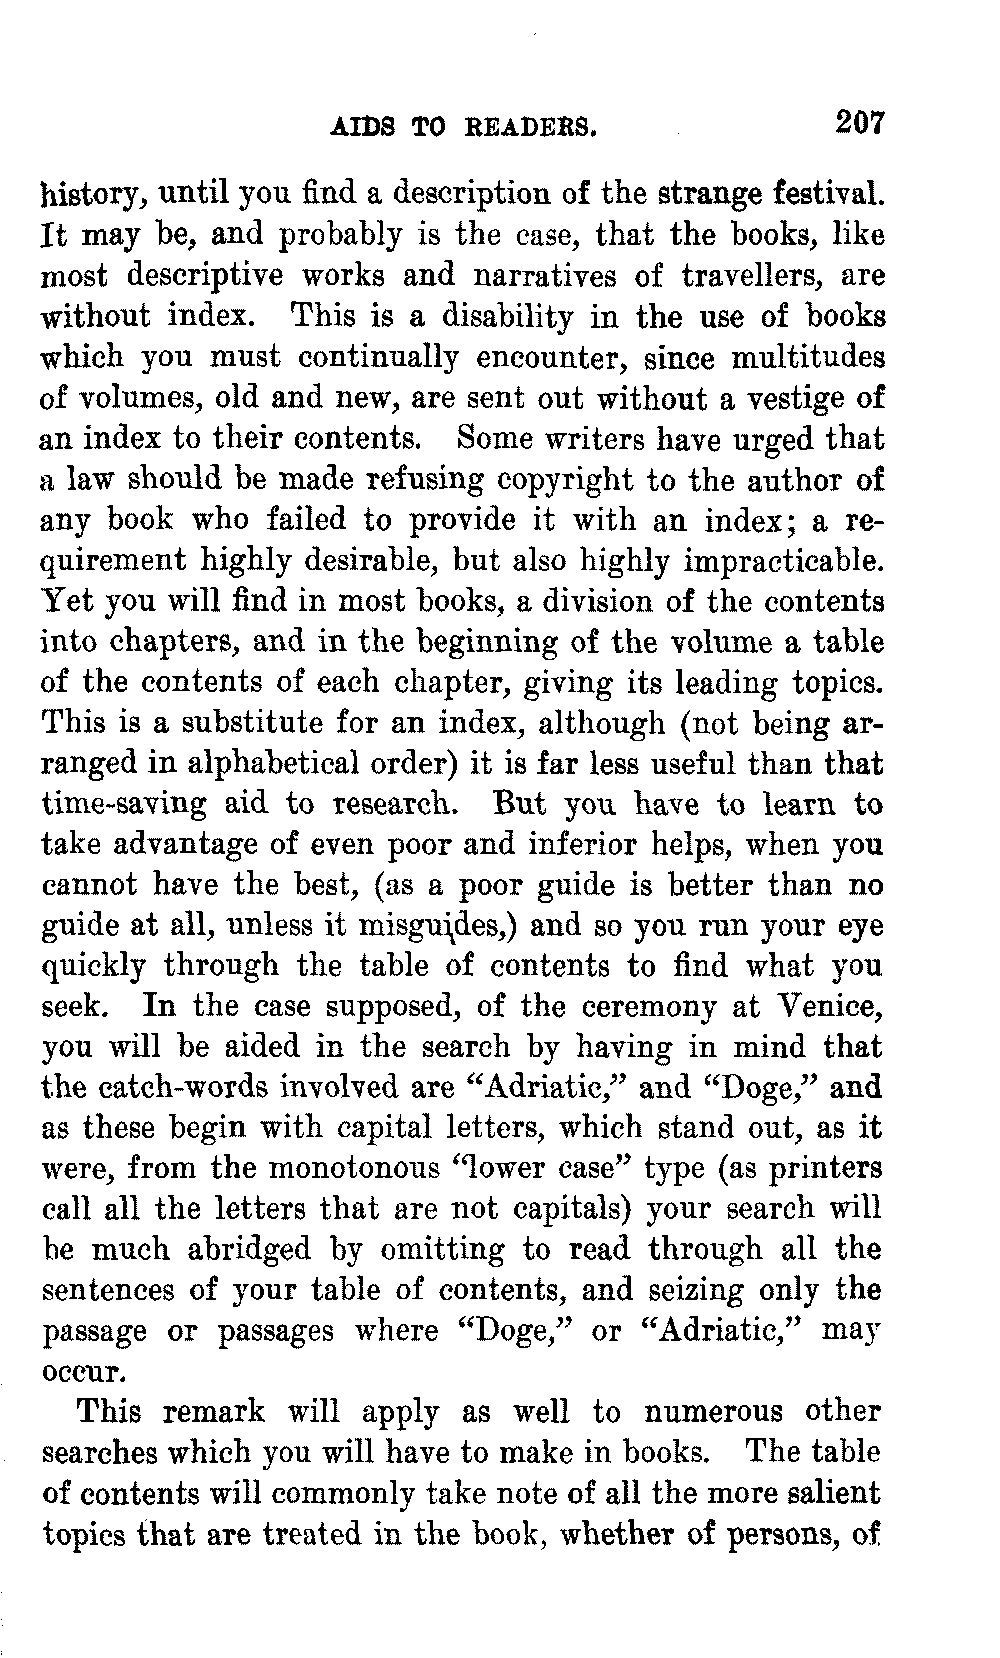 AIDS TO READERS. 207
history, until you find a description of the strange festival.
It may be, and probably is the case, that the books, like
most descriptive works and narratives of travellers, are
without index. This is a disability in the use of books
which you must continually encounter, since multitudes
of volumes, old and new, are sent out without a vestige of
an index to their contents. Some writers have urged that
a law should be made refusing copyright to the author of
any book who failed to provide it with an index; a re-
quirement highly desirable, but also highly impracticable.
Yet you will find in most books, a division of the contents
into chapters, and in the beginning of the volume a table
of the contents of each chapter, giving its leading topics.
This is a substitute for an index, although (not being ar-
ranged in alphabetical order) it is far less useful than that
time-saving aid to research. But you have to learn to
take advantage of even poor and inferior helps, when you
cannot have the best, (as a poor guide is better than no
guide at all, unless it misguides,) and so you run your eye
quickly through the table of contents to find what you
seek. In the case supposed, of the ceremony at Venice,
you will be aided in the search by having in mind that
the catch-words involved are “Adriatic,” and “Doge,” and
as these begin with capital letters, which stand out, as it
were, from the monotonous “lower case” type (as printers
call all the letters that are not capitals) your search will
be much abridged by omitting to read through all the
sentences of your table of contents, and seizing only the
passage or passages where “Doge,” or “Adriatic,” may
occur.
This remark will apply as well to numerous other
searches which you will have to make in books. The table
of contents will commonly take note of all the more salient
topics that are treated in the book, whether of persons, of